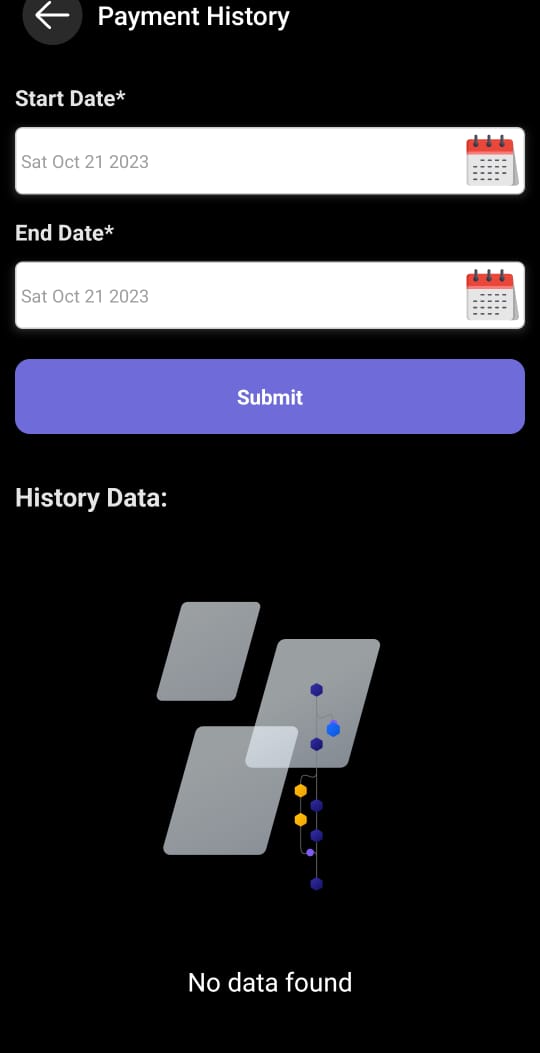 Payment History
Start Date*
Sat Oct 21 2023
End Date*
Sat Oct 21 2023
Submit
History Data:
No data found